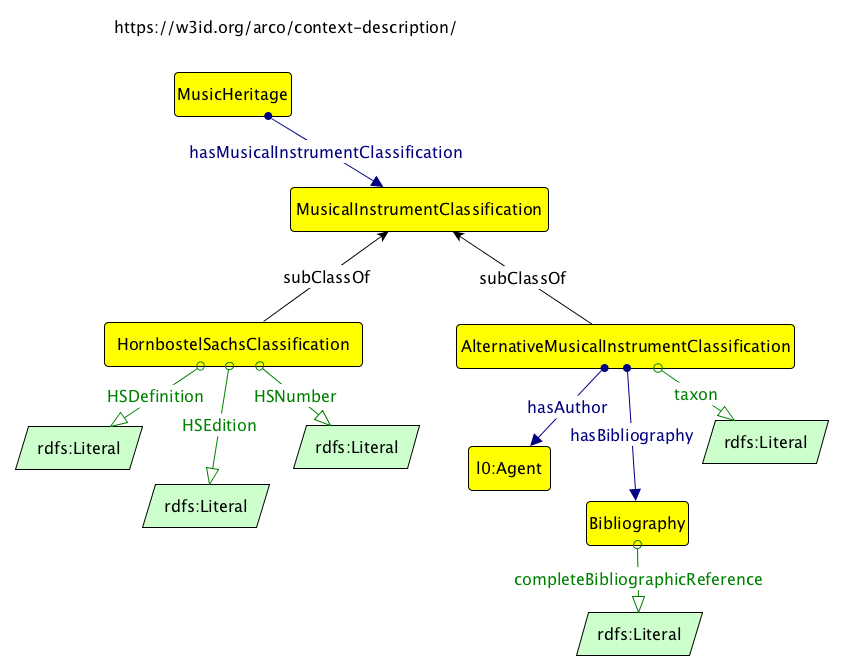 https://w3id.org/arco/context-description/
MusicHeritage
hasMusicalInstrumentClassification
MusicalInstrumentClassification
subClassOf
subClassOf
HornbostelSachsClassification
AlternativeMusicalInstrumentClassification
HSDefinition
HSEdition
HSNumber
hasAuthor
hasBibliography
taxon
rdfs:Literal
rdfs:Literal
rdfs:Literal
l0:Agent
rdfs:Literal
Bibliography
completeBibliographicReference
rdfs:Literal